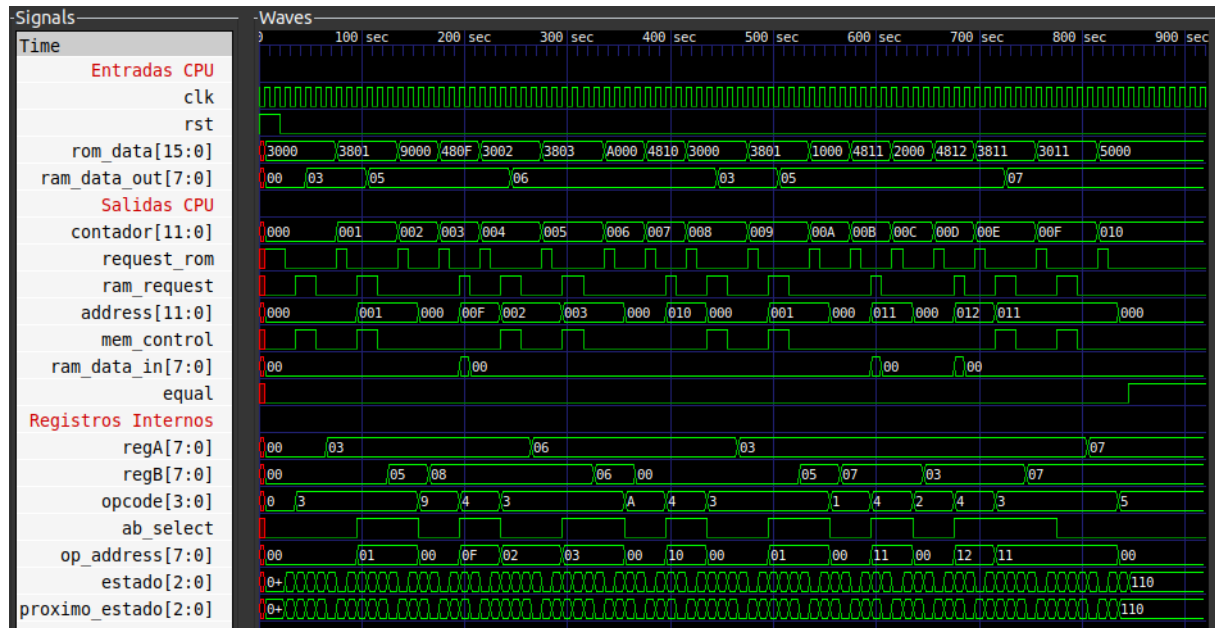 Signals Waves
Time 0 100 sec 200 sec 300 sec 400 sec 500 sec 600 sec 700 sec 800 sec 900 sec
Entradas CPU
clk
rst
rom_data[15:0] 3000 3801 9000 480F 3002 3803 A000 4810 3000 3801 1000 4811 2000 4812 3811 3011 5000
ram_data_out[7:0] 00 03 05 06 03 05 07
Salidas CPU
contador[11:0] 000 001 002 003 004 005 006 007 008 009 00A 00B 00C 00D 00E 00F 010
request_rom
ram_request
address[11:0] 000 001 000 00F 002 003 000 010 000 001 000 011 000 012 011 000
mem_control
ram_data_in[7:0] 00 00 00 00
equal
Registros Internos
regA[7:0] 00 03 06 03 07
regB[7:0] 00 05 08 06 00 05 07 03 07
opcode[3:0] 0 3 9 4 3 A 4 3 1 4 2 4 3 5
ab_select
op_address[7:0] 00 01 00 0F 02 03 00 10 00 01 00 11 00 12 11 00
estado[2:0] 0+ 110
proximo_estado[2:0] 0+ 110